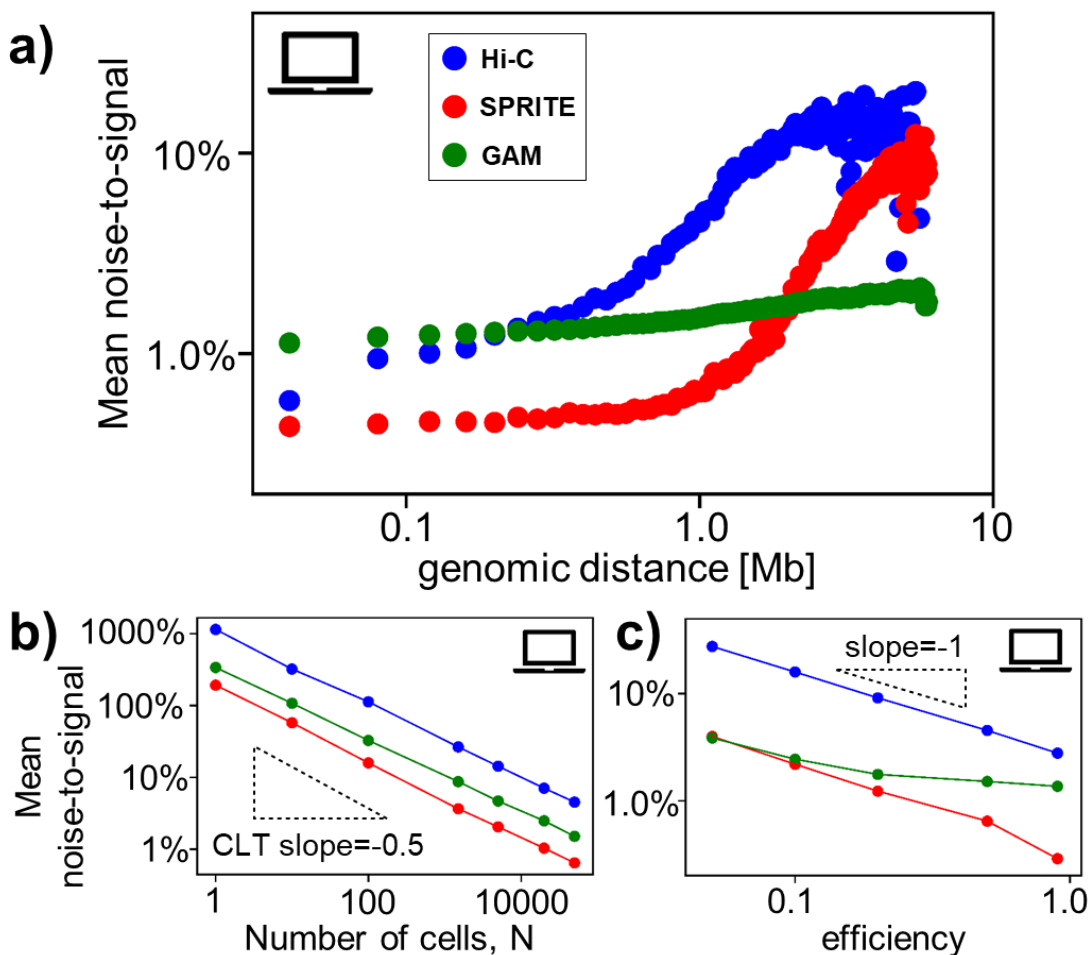 a)
Mean noise-to-signal
10%
1.0%
Hi-C
SPRITE
GAM
0.1
1.0
10
genomic distance [Mb]
b)
Mean
noise-to-signal
1000%
100%
10%
1%
CLT slope=-0.5
1
100
10000
Number of cells, N
c)
slope=-1
10%
1.0%
0.1
1.0
efficiency